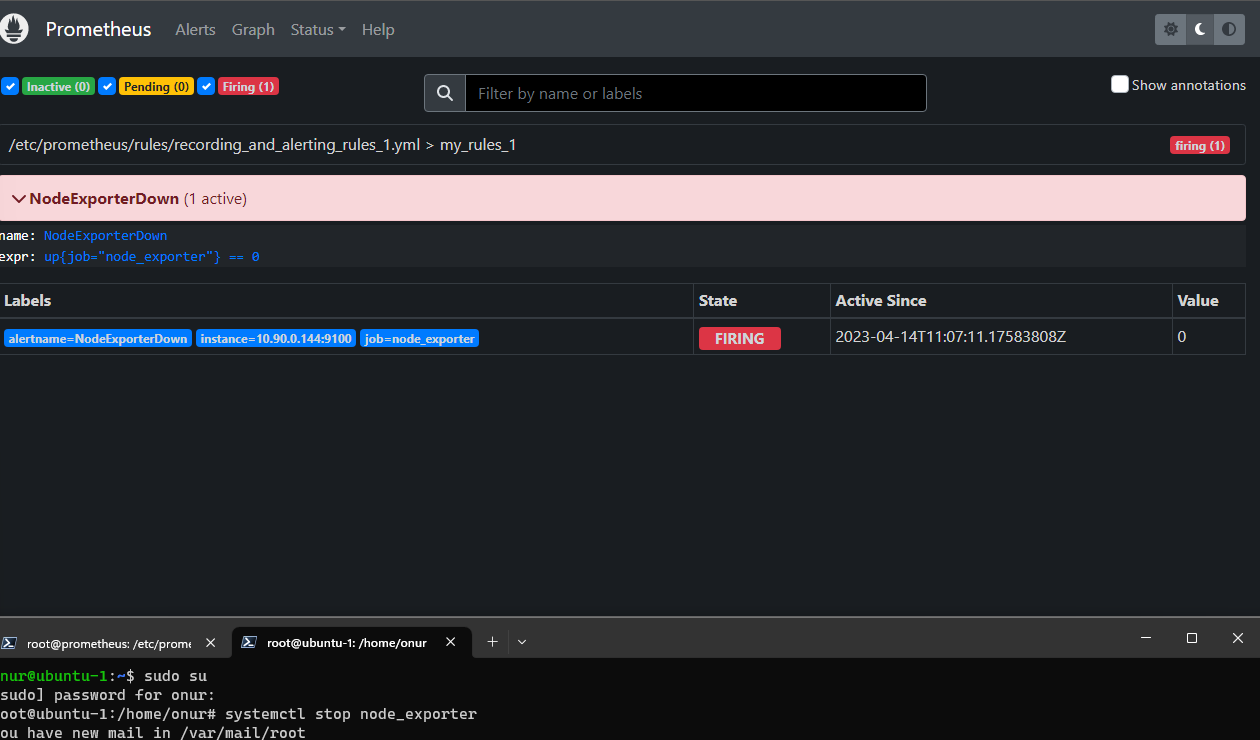 Prometheus Alerts Graph Status Help
Inactive (0) Pending (0) Firing (1)
Filter by name or labels
Show annotations
/etc/prometheus/rules/recording_and_alerting_rules_1.yml > my_rules_1
firing (1)
NodeExporterDown (1 active)
name: NodeExporterDown
expr: up{job="node_exporter"} == 0
Labels State Active Since Value
alertname=NodeExporterDown instance=10.90.0.144:9100 job=node_exporter FIRING 2023-04-14T11:07:11.17583808Z 0
root@prometheus: /etc/prome root@ubuntu-1: /home/onur
nur@ubuntu-1:~$ sudo su
sudo] password for onur:
oot@ubuntu-1:/home/onur# systemctl stop node_exporter
ou have new mail in /var/mail/root